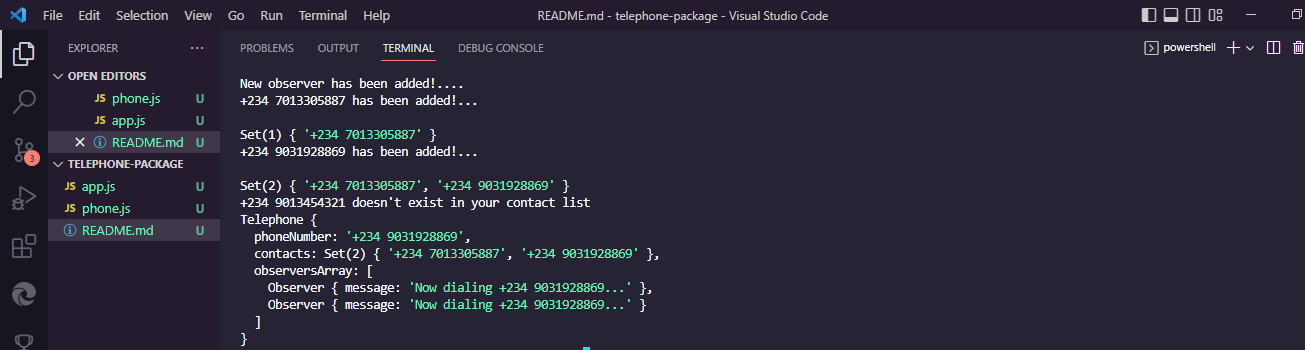 File Edit Selection View Go Run Terminal Help README.md - telephone-package - Visual Studio Code
EXPLORER ...
OPEN EDITORS
JS phone.js U
JS app.js U
README.md U
TELEPHONE-PACKAGE
JS app.js U
JS phone.js U
README.md U
3
PROBLEMS OUTPUT TERMINAL DEBUG CONSOLE powershell
New observer has been added!....
+234 7013305887 has been added!...
Set(1) { '+234 7013305887' }
+234 9031928869 has been added!...
Set(2) { '+234 7013305887', '+234 9031928869' }
+234 9013454321 doesn't exist in your contact list
Telephone {
phoneNumber: '+234 9031928869',
contacts: Set(2) { '+234 7013305887', '+234 9031928869' },
observersArray: [
Observer { message: 'Now dialing +234 9031928869...' },
Observer { message: 'Now dialing +234 9031928869...' }
]
}